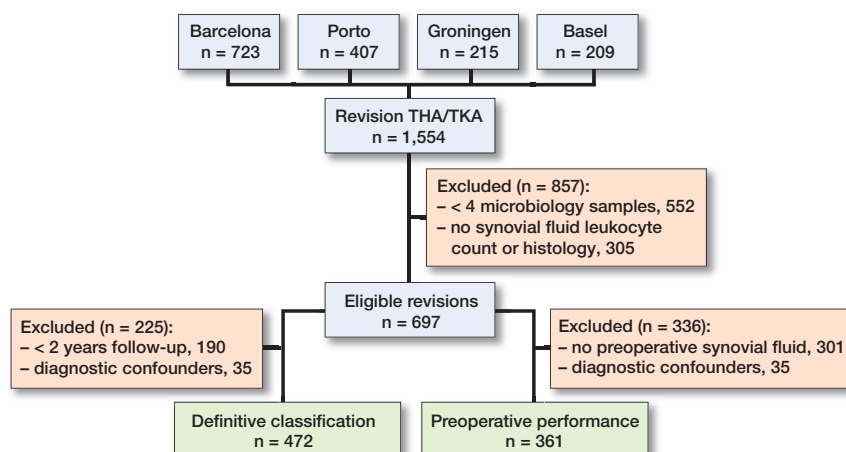 Barcelona
n = 723
Porto
n = 407
Groningen
n = 215
Basel
n = 209
Revision THA/TKA
n = 1,554
Excluded (n = 857):
– < 4 microbiology samples, 552
– no synovial fluid leukocyte
count or histology, 305
Eligible revisions
n = 697
Excluded (n = 225):
– < 2 years follow-up, 190
– diagnostic confounders, 35
Excluded (n = 336):
– no preoperative synovial fluid, 301
– diagnostic confounders, 35
Definitive classification
n = 472
Preoperative performance
n = 361